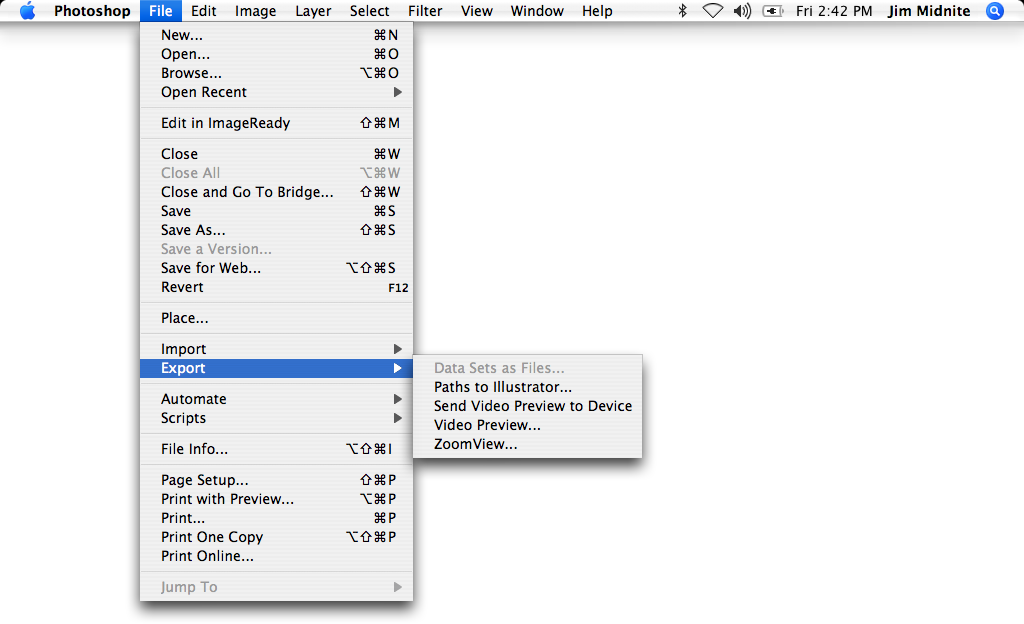 Photoshop File Edit Image Layer Select Filter View Window Help Fri 2:42 PM Jim Midnite
New... ⌘N
Open... ⌘O
Browse... ⌥⌘O
Open Recent ▶
Edit in ImageReady ⇧⌘M
Close ⌘W
Close All ⌥⌘W
Close and Go To Bridge... ⇧⌘W
Save ⌘S
Save As... ⇧⌘S
Save a Version...
Save for Web... ⌥⇧⌘S
Revert F12
Place...
Import ▶
Export ▶
Data Sets as Files...
Paths to Illustrator...
Send Video Preview to Device
Video Preview...
ZoomView...
Automate ▶
Scripts ▶
File Info... ⌥⇧⌘I
Page Setup... ⇧⌘P
Print with Preview... ⌥⌘P
Print... ⌘P
Print One Copy ⌥⇧⌘P
Print Online...
Jump To ▶